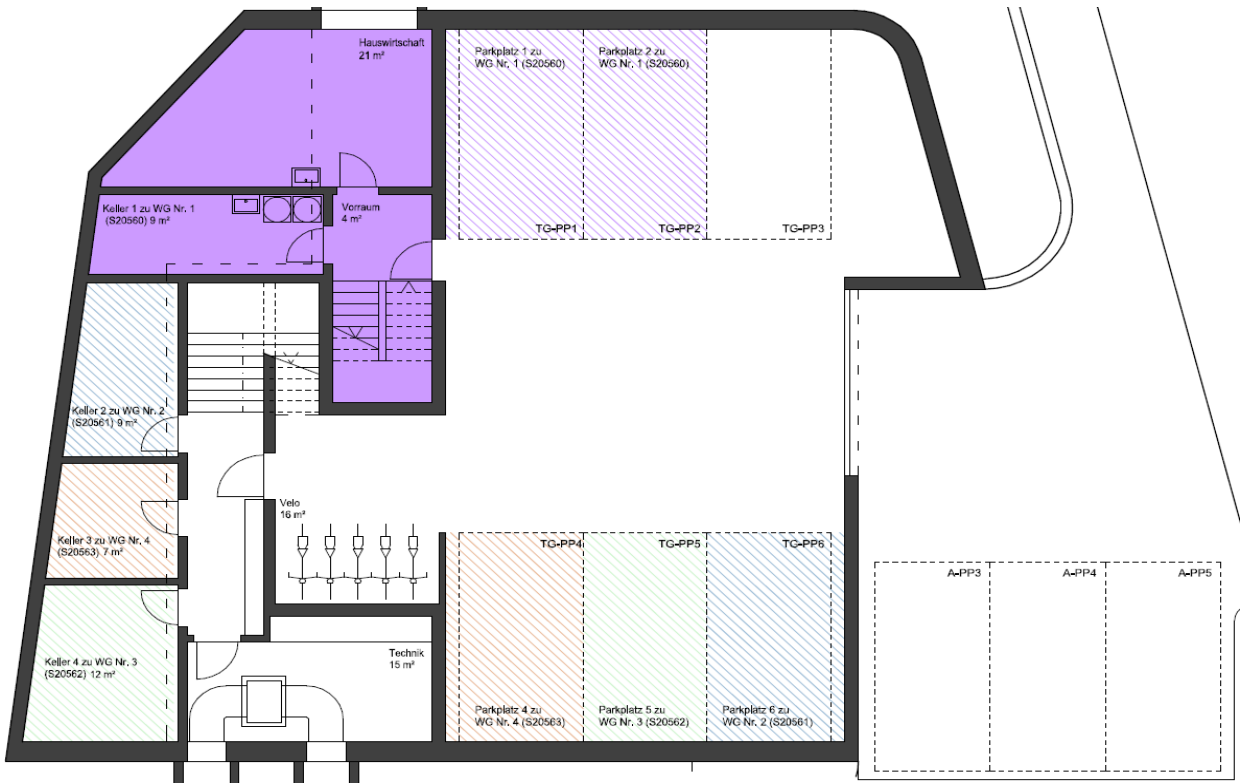 Hauswirtschaft
21 m²
Parkplatz 1 zu
WG Nr. 1 (S20560)
Parkplatz 2 zu
WG Nr. 1 (S20560)
Keller 1 zu WG Nr. 1
(S20560) 9 m²
Vorraum
4 m²
TG-PP1
TG-PP2
TG-PP3
Keller 2 zu WG Nr. 2
(S20561) 9 m²
Velo
16 m²
Keller 3 zu WG Nr. 4
(S20563) 7 m²
TG-PP4
TG-PP5
TG-PP6
A-PP3
A-PP4
A-PP5
Keller 4 zu WG Nr. 3
(S20562) 12 m²
Technik
15 m²
Parkplatz 4 zu
WG Nr. 4 (S20563)
Parkplatz 5 zu
WG Nr. 3 (S20562)
Parkplatz 6 zu
WG Nr. 2 (S20561)